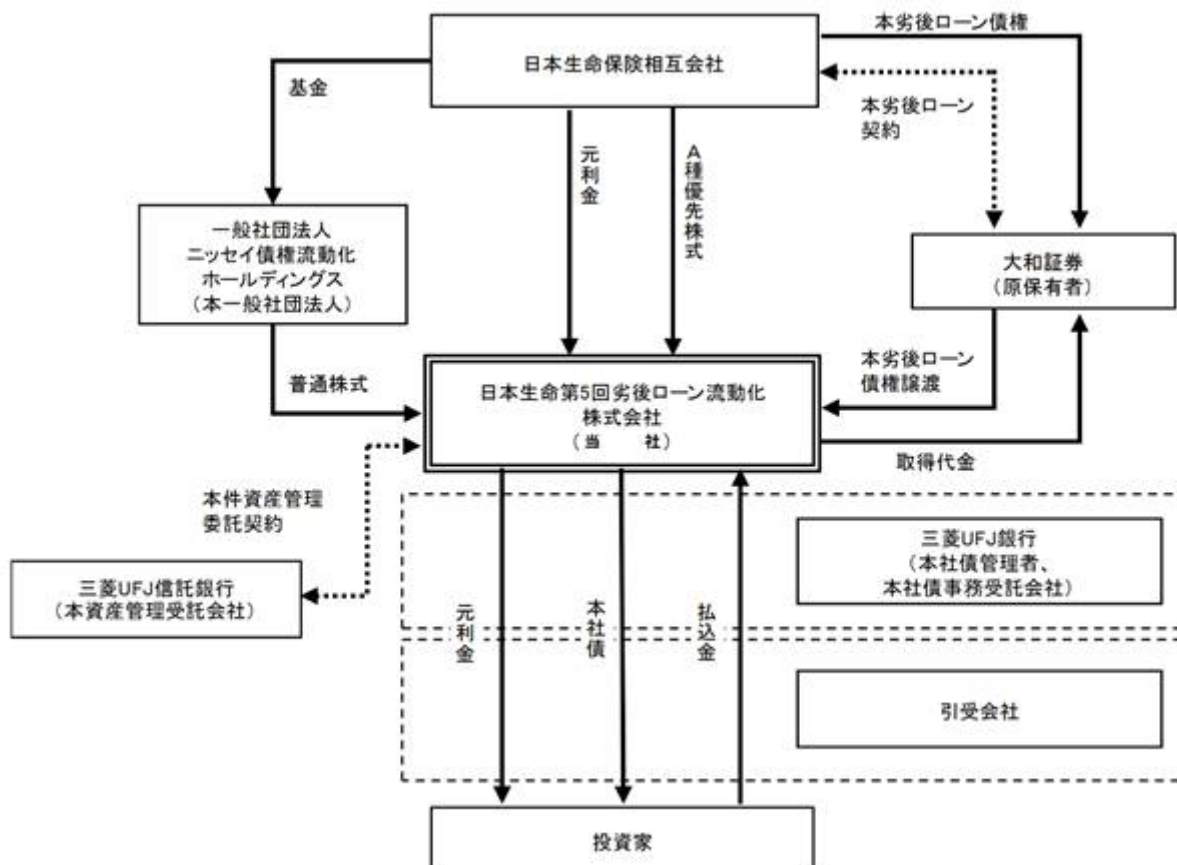 本劣後ローン債権
日本生命保険相互会社
基金
本劣後ローン
契約
元利金
A種優先株式
一般社団法人
ニッセイ債権流動化
ホールディングス
(本一般社団法人)
大和証券
(原保有者)
普通株式
日本生命第5回劣後ローン流動化
株式会社
(当 社)
本劣後ローン
債権譲渡
取得代金
本件資産管理
委託契約
三菱UFJ銀行
(本社債管理者、
本社債事務受託会社)
三菱UFJ信託銀行
(本資産管理受託会社)
元利金
本社債
払込金
引受会社
投資家